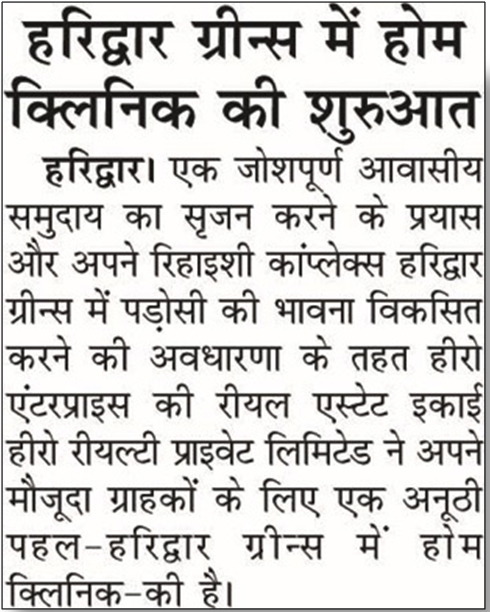 हरिद्वार ग्रीन्स में होम
क्लिनिक की शुरुआत
हरिद्वार। एक जोशपूर्ण आवासीय
समुदाय का सृजन करने के प्रयास
और अपने रिहाइशी कांप्लेक्स हरिद्वार
ग्रीन्स में पड़ोसी की भावना विकसित
करने की अवधारणा के तहत हीरो
एंटरप्राइस की रीयल एस्टेट इकाई
हीरो रीयल्टी प्राइवेट लिमिटेड ने अपने
मौजूदा ग्राहकों के लिए एक अनूठी
पहल-हरिद्वार ग्रीन्स में होम
क्लिनिक-की है।